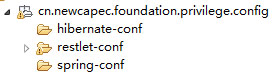 cn.newcapec.foundation.privilege.config
hibernate-conf
restlet-conf
spring-conf